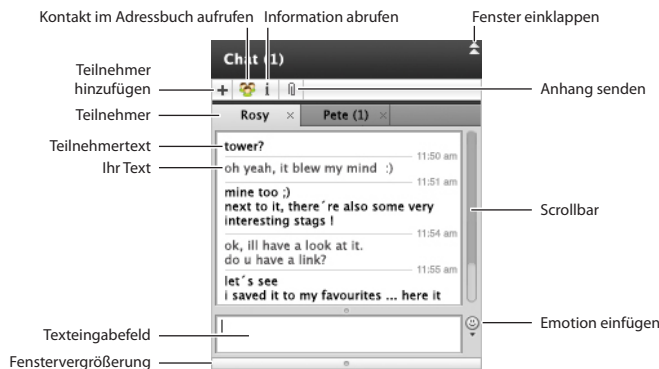 Kontakt im Adressbuch aufrufen
Information abrufen
Fenster einklappen
Chat (1)
Teilnehmer
hinzufügen
Anhang senden
Teilnehmer
Rosy ×
Pete (1) ×
Teilnehmertext
tower?
11:50 am
Ihr Text
oh yeah, it blew my mind :)
11:51 am
mine too ;)
next to it, there´re also some very
interesting stags !
Scrollbar
11:54 am
ok, ill have a look at it.
do u have a link?
11:55 am
let´s see
i saved it to my favourites ... here it
Texteingabefeld
Emotion einfügen
Fenstervergrößerung